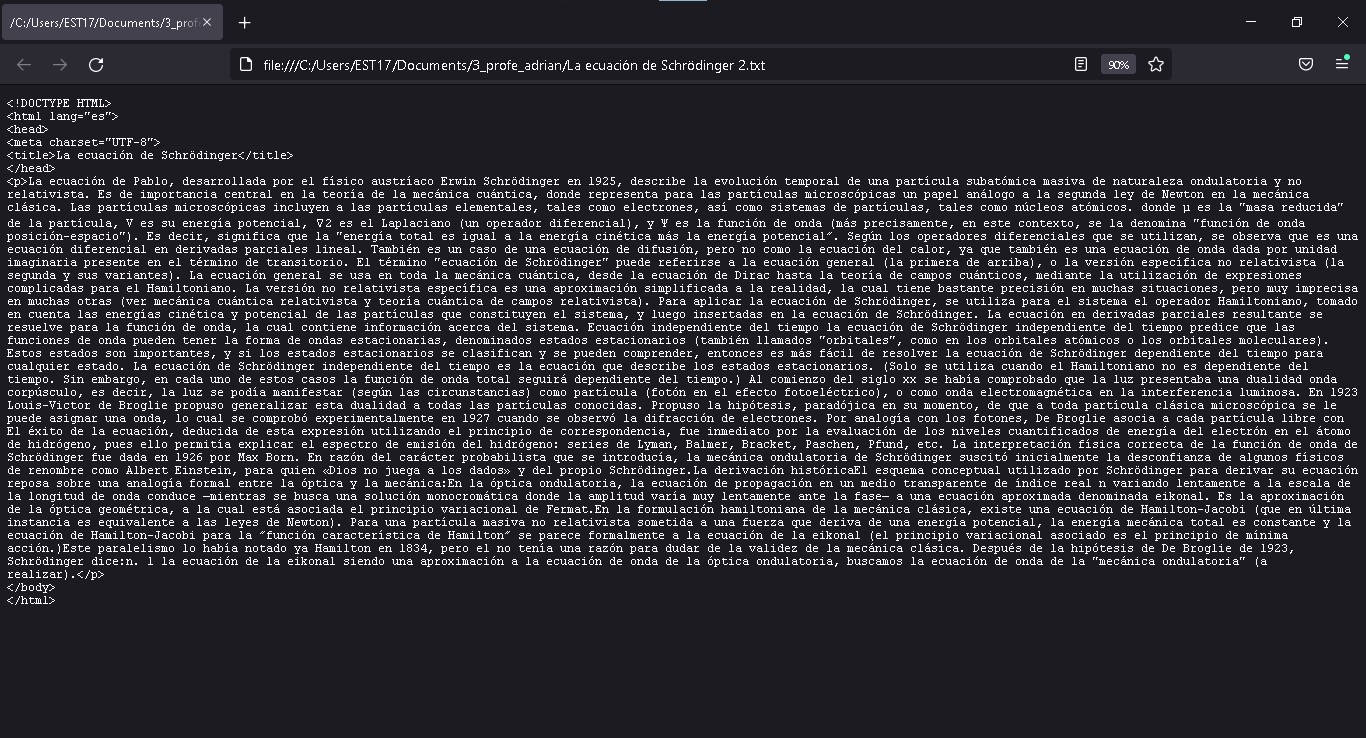 /C:/Users/EST17/Documents/3_prof
file:///C:/Users/EST17/Documents/3_profe_adrian/La ecuación de Schrödinger 2.txt
90%
<!DOCTYPE HTML>
<html lang="es">
<head>
<meta charset="UTF-8">
<title>La ecuación de Schrödinger</title>
</head>
<p>La ecuación de Pablo, desarrollada por el físico austríaco Erwin Schrödinger en 1925, describe la evolución temporal de una partícula subatómica masiva de naturaleza ondulatoria y no
relativista. Es de importancia central en la teoría de la mecánica cuántica, donde representa para las partículas microscópicas un papel análogo a la segunda ley de Newton en la mecánica
clásica. Las partículas microscópicas incluyen a las partículas elementales, tales como electrones, así como sistemas de partículas, tales como núcleos atómicos. donde μ es la "masa reducida"
de la partícula, V es su energía potencial, ∇2 es el Laplaciano (un operador diferencial), y Ψ es la función de onda (más precisamente, en este contexto, se la denomina "función de onda
posición-espacio"). Es decir, significa que la "energía total es igual a la energía cinética más la energía potencial". Según los operadores diferenciales que se utilizan, se observa que es una
ecuación diferencial en derivadas parciales lineal. También es un caso de una ecuación de difusión, pero no como la ecuación del calor, ya que también es una ecuación de onda dada por unidad
imaginaria presente en el término de transitorio. El término "ecuación de Schrödinger" puede referirse a la ecuación general (la primera de arriba), o la versión específica no relativista (la
segunda y sus variantes). La ecuación general se usa en toda la mecánica cuántica, desde la ecuación de Dirac hasta la teoría de campos cuánticos, mediante la utilización de expresiones
complicadas para el Hamiltoniano. La versión no relativista específica es una aproximación simplificada a la realidad, la cual tiene bastante precisión en muchas situaciones, pero muy imprecisa
en muchas otras (ver mecánica cuántica relativista y teoría cuántica de campos relativista). Para aplicar la ecuación de Schrödinger, se utiliza para el sistema el operador Hamiltoniano, tomado
en cuenta las energías cinética y potencial de las partículas que constituyen el sistema, y luego insertadas en la ecuación de Schrödinger. La ecuación en derivadas parciales resultante se
resuelve para la función de onda, la cual contiene información acerca del sistema. Ecuación independiente del tiempo la ecuación de Schrödinger independiente del tiempo predice que las
funciones de onda pueden tener la forma de ondas estacionarias, denominados estados estacionarios (también llamados "orbitales", como en los orbitales atómicos o los orbitales moleculares).
Estos estados son importantes, y si los estados estacionarios se clasifican y se pueden comprender, entonces es más fácil de resolver la ecuación de Schrödinger dependiente del tiempo para
cualquier estado. La ecuación de Schrödinger independiente del tiempo es la ecuación que describe los estados estacionarios. (Solo se utiliza cuando el Hamiltoniano no es dependiente del
tiempo. Sin embargo, en cada uno de estos casos la función de onda total seguirá dependiente del tiempo.) Al comienzo del siglo xx se había comprobado que la luz presentaba una dualidad onda
corpúsculo, es decir, la luz se podía manifestar (según las circunstancias) como partícula (fotón en el efecto fotoeléctrico), o como onda electromagnética en la interferencia luminosa. En 1923
Louis-Victor de Broglie propuso generalizar esta dualidad a todas las partículas conocidas. Propuso la hipótesis, paradójica en su momento, de que a toda partícula clásica microscópica se le
puede asignar una onda, lo cual se comprobó experimentalmente en 1927 cuando se observó la difracción de electrones. Por analogía con los fotones, De Broglie asocia a cada partícula libre con
El éxito de la ecuación, deducida de esta expresión utilizando el principio de correspondencia, fue inmediato por la evaluación de los niveles cuantificados de energía del electrón en el átomo
de hidrógeno, pues ello permitía explicar el espectro de emisión del hidrógeno: series de Lyman, Balmer, Bracket, Paschen, Pfund, etc. La interpretación física correcta de la función de onda de
Schrödinger fue dada en 1926 por Max Born. En razón del carácter probabilista que se introducía, la mecánica ondulatoria de Schrödinger suscitó inicialmente la desconfianza de algunos físicos
de renombre como Albert Einstein, para quien «Dios no juega a los dados» y del propio Schrödinger.La derivación históricaEl esquema conceptual utilizado por Schrödinger para derivar su ecuación
reposa sobre una analogía formal entre la óptica y la mecánica:En la óptica ondulatoria, la ecuación de propagación en un medio transparente de índice real n variando lentamente a la escala de
la longitud de onda conduce —mientras se busca una solución monocromática donde la amplitud varía muy lentamente ante la fase— a una ecuación aproximada denominada eikonal. Es la aproximación
de la óptica geométrica, a la cual está asociada el principio variacional de Fermat.En la formulación hamiltoniana de la mecánica clásica, existe una ecuación de Hamilton-Jacobi (que en última
instancia es equivalente a las leyes de Newton). Para una partícula masiva no relativista sometida a una fuerza que deriva de una energía potencial, la energía mecánica total es constante y la
ecuación de Hamilton-Jacobi para la "función característica de Hamilton" se parece formalmente a la ecuación de la eikonal (el principio variacional asociado es el principio de mínima
acción.)Este paralelismo lo había notado ya Hamilton en 1834, pero el no tenía una razón para dudar de la validez de la mecánica clásica. Después de la hipótesis de De Broglie de 1923,
Schrödinger dice:n. 1 la ecuación de la eikonal siendo una aproximación a la ecuación de onda de la óptica ondulatoria, buscamos la ecuación de onda de la "mecánica ondulatoria" (a
realizar).</p>
</body>
</html>